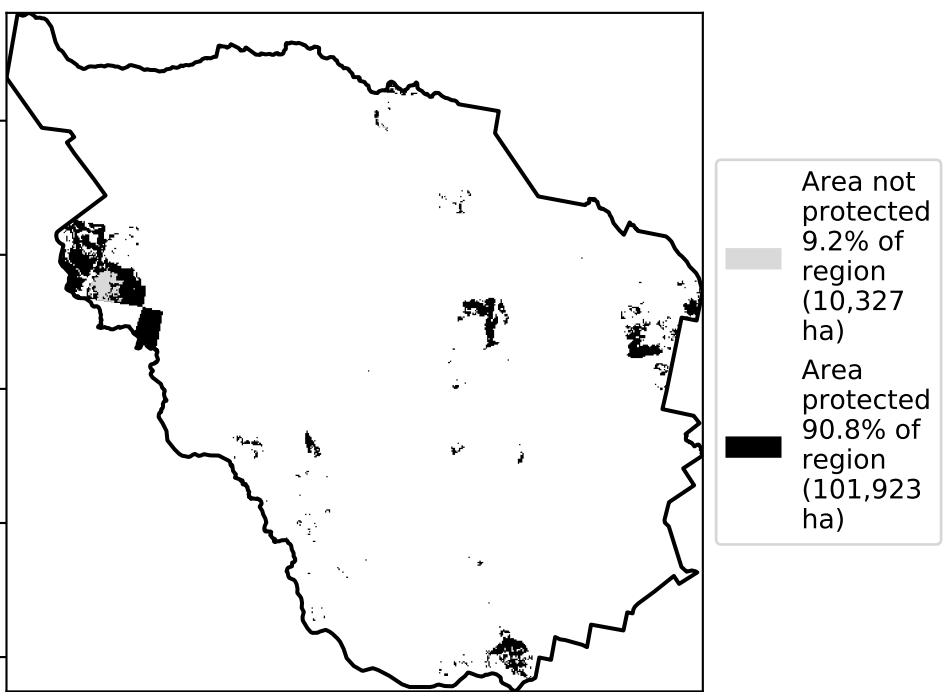 Area not
protected
9.2% of
region
(10,327
ha)
Area
protected
90.8% of
region
(101,923
ha)